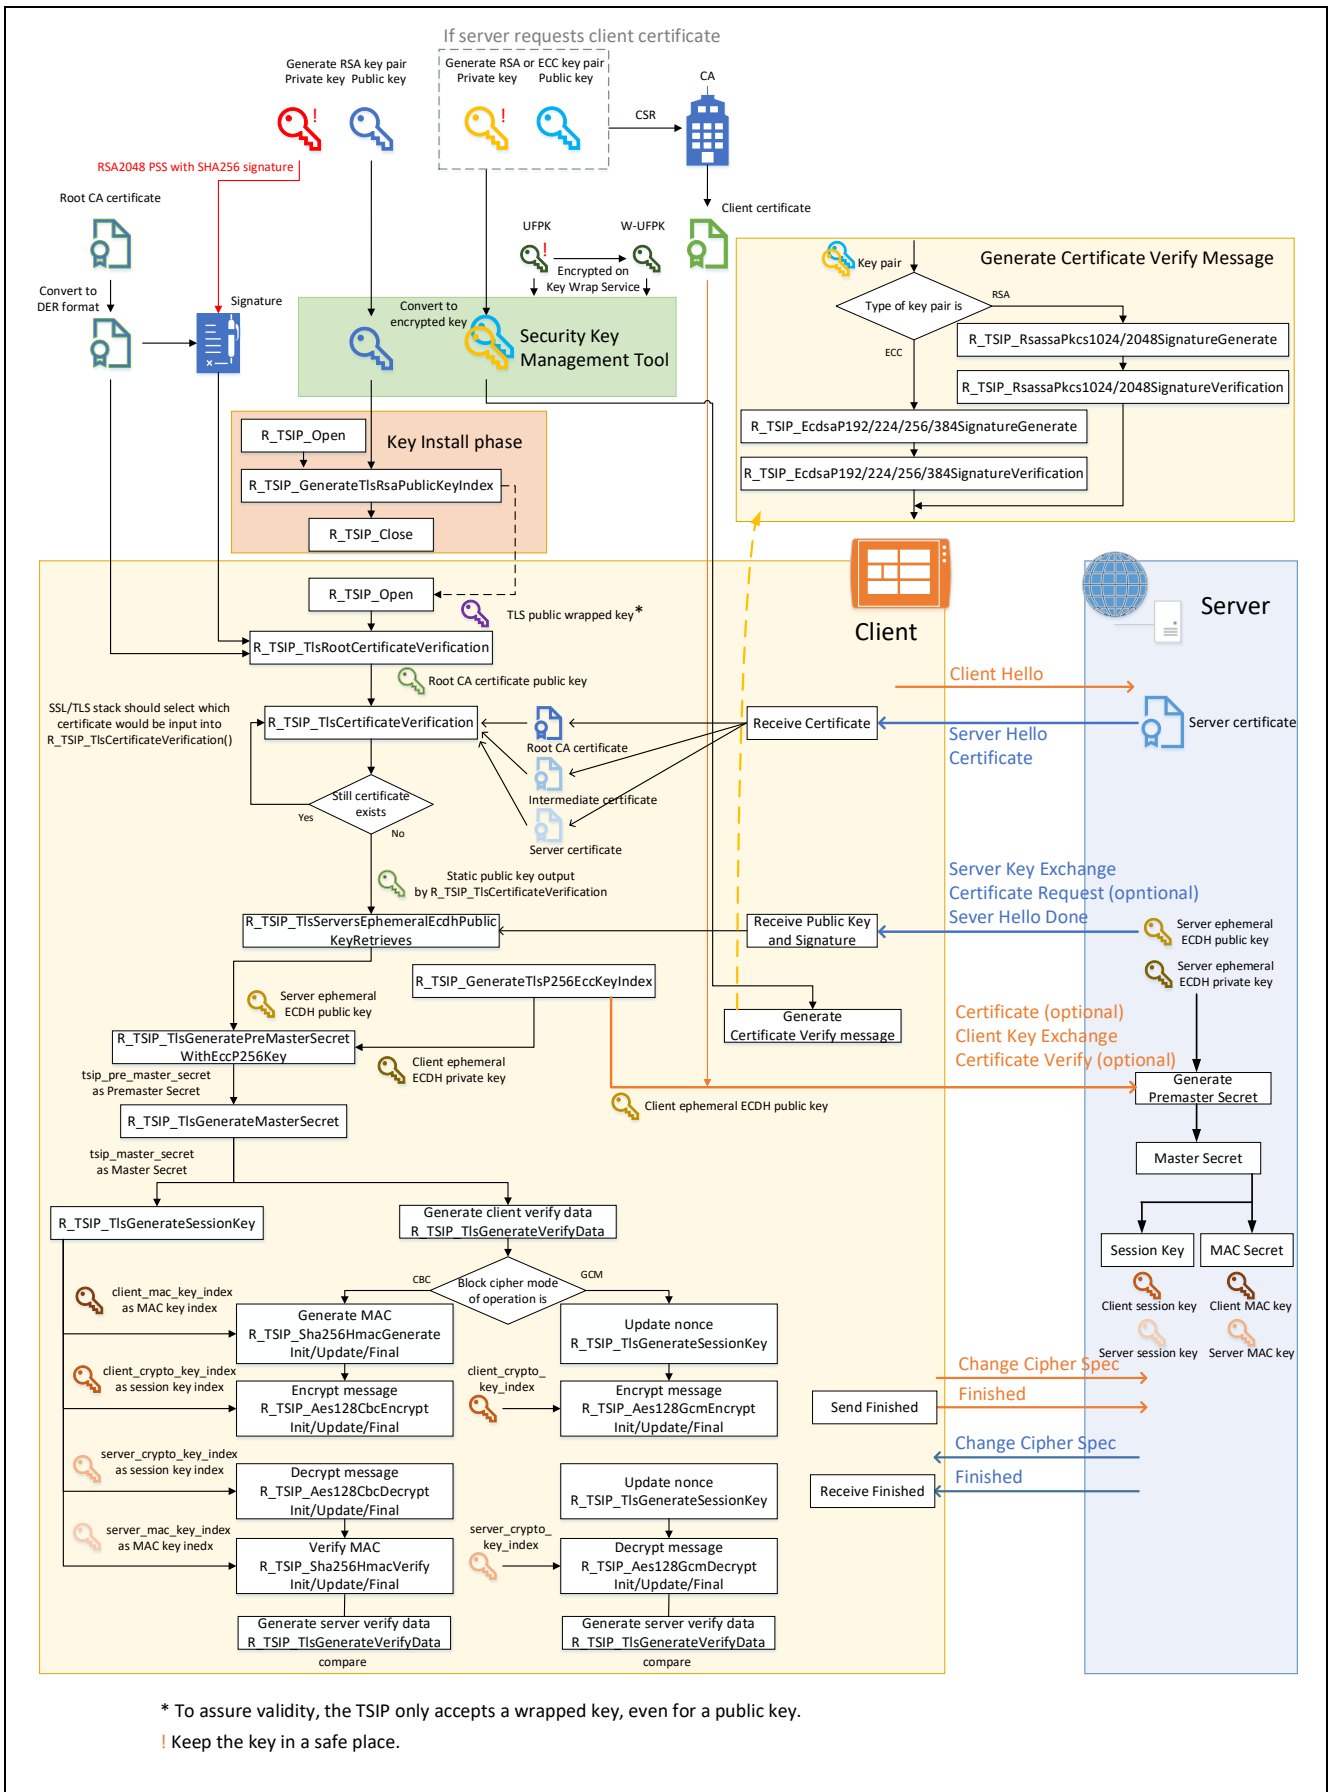 If server requests client certificate
Generate RSA key pair
Private key  Public key
Generate RSA or ECC key pair
Private key  Public key
CA
CSR
!
!
RSA2048 PSS with SHA256 signature
Root CA certificate
Client certificate
UFPK
W-UFPK
!
Encrypted on
Key Wrap Service
Convert to
DER format
Signature
Convert to
encrypted key
Security Key
Management Tool
Key pair
Generate Certificate Verify Message
Type of key pair is
RSA
ECC
R_TSIP_RsassaPkcs1024/2048SignatureGenerate
R_TSIP_RsassaPkcs1024/2048SignatureVerification
R_TSIP_EcdsaP192/224/256/384SignatureGenerate
R_TSIP_EcdsaP192/224/256/384SignatureVerification
Key Install phase
R_TSIP_Open
R_TSIP_GenerateTlsRsaPublicKeyIndex
R_TSIP_Close
R_TSIP_Open
TLS public wrapped key*
Client
Server
R_TSIP_TlsRootCertificateVerification
Root CA certificate public key
Client Hello
SSL/TLS stack should select which
certificate would be input into
R_TSIP_TlsCertificateVerification()
R_TSIP_TlsCertificateVerification
Root CA certificate
Receive Certificate
Server Hello
Certificate
Server certificate
Still certificate
exists
Yes
No
Intermediate certificate
Server certificate
Static public key output
by R_TSIP_TlsCertificateVerification
Server Key Exchange
Certificate Request (opntional)
Sever Hello Done
R_TSIP_TlsServersEphemeralEcdhPublic
KeyRetrieves
Receive Public Key
and Signature
Server ephemeral
ECDH public key
Server ephemeral
ECDH private key
R_TSIP_GenerateTlsP256EccKeyIndex
Server ephemeral
ECDH public key
Generate
Certificate Verify message
Certificate (optional)
Client Key Exchange
Certificate Verify (optional)
R_TSIP_TlsGeneratePreMasterSecret
WithEccP256Key
Client ephemeral
ECDH private key
tsip_pre_master_secret
as Premaster Secret
Client ephemeral ECDH public key
Generate
Premaster Secret
R_TSIP_TlsGenerateMasterSecret
tsip_master_secret
as Master Secret
Master Secret
R_TSIP_TlsGenerateSessionKey
Generate client verify data
R_TSIP_TlsGenerateVerifyData
Session Key
MAC Secret
Block cipher mode
of operation is
CBC
GCM
client_mac_key_index
as MAC key index
Generate MAC
R_TSIP_Sha256HmacGenerate
Init/Update/Final
Update nonce
R_TSIP_TlsGenerateSessionKey
Client session key
Client MAC key
Server session key
Server MAC key
client_crypto_key_index
as session key index
Encrypt message
R_TSIP_Aes128CbcEncrypt
Init/Update/Final
client_crypto_
key_index
Encrypt message
R_TSIP_Aes128GcmEncrypt
Init/Update/Final
Change Cipher Spec
Send Finished
Finished
server_crypto_key_index
as session key index
Decrypt message
R_TSIP_Aes128CbcDecrypt
Init/Update/Final
Update nonce
R_TSIP_TlsGenerateSessionKey
Change Cipher Spec
Receive Finished
Finished
server_mac_key_index
as MAC key inedx
Verify MAC
R_TSIP_Sha256HmacVerify
Init/Update/Final
server_crypto_
key_index
Decrypt message
R_TSIP_Aes128GcmDecrypt
Init/Update/Final
Generate server verify data
R_TSIP_TlsGenerateVerifyData
compare
Generate server verify data
R_TSIP_TlsGenerateVerifyData
compare
* To assure validity, the TSIP only accepts a wrapped key, even for a public key.
! Keep the key in a safe place.